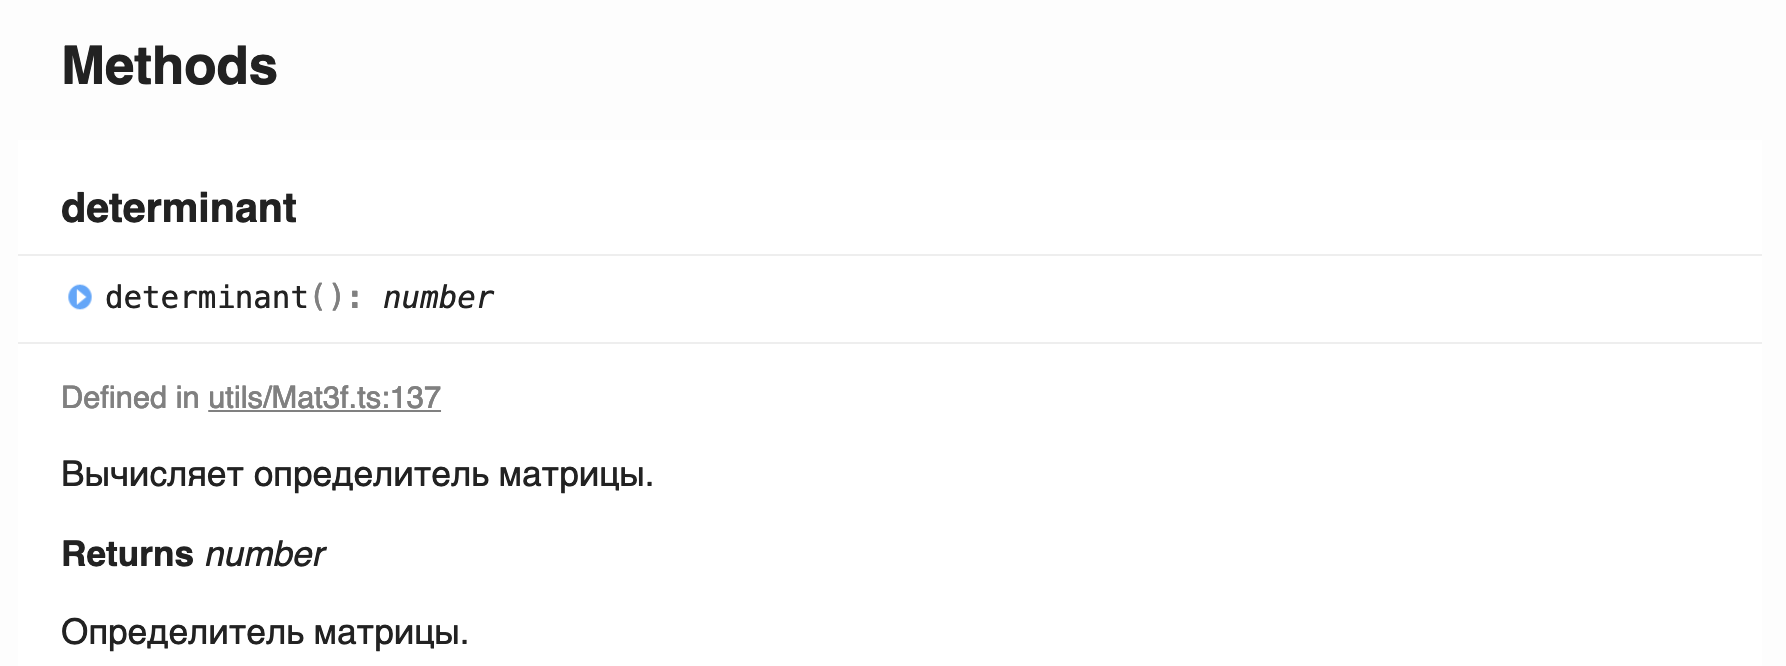 Methods
determinant
determinant(): number
Defined in utils/Mat3f.ts:137
Вычисляет определитель матрицы.
Returns number
Определитель матрицы.